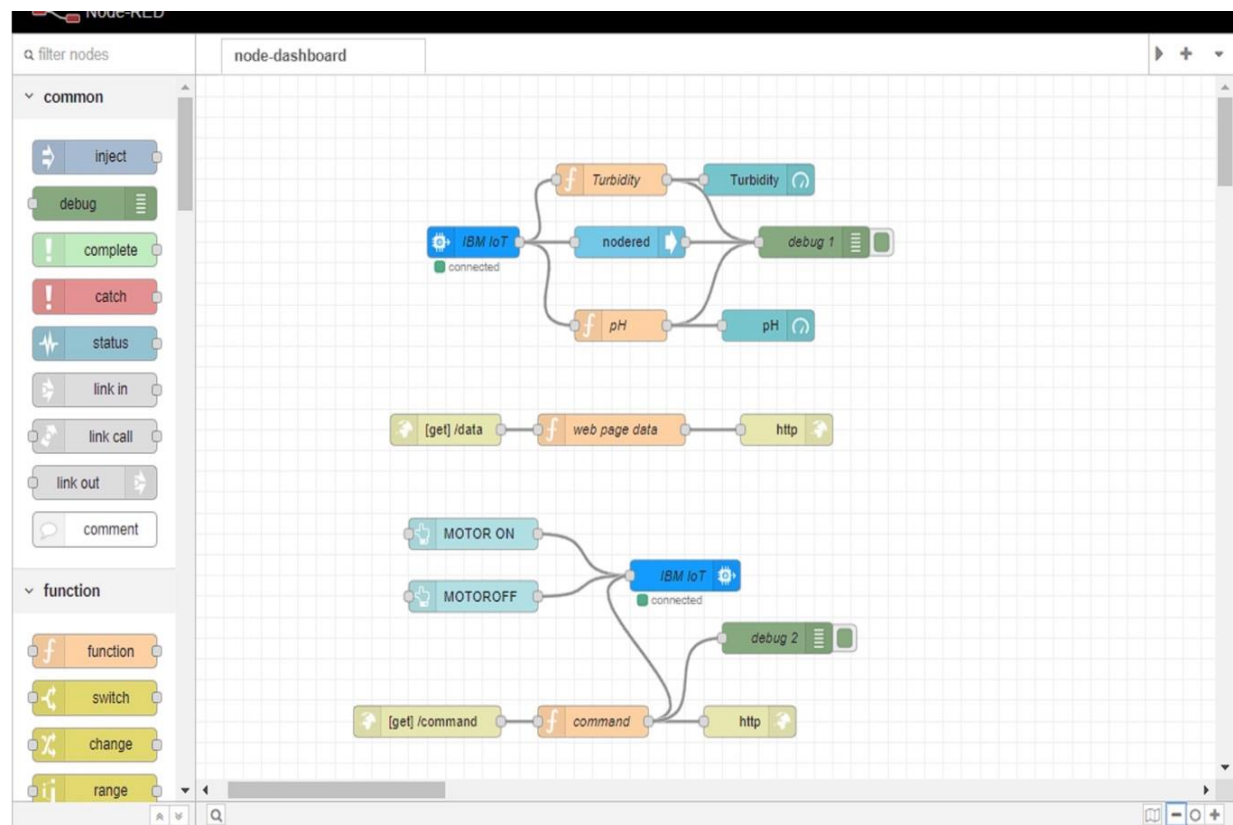 Node-RED
filter nodes
node-dashboard
common
inject
debug
complete
catch
status
link in
link call
link out
comment
function
function
switch
change
range
Turbidity
Turbidity
IBM IoT
connected
nodered
debug 1
pH
pH
[get] /data
web page data
http
MOTOR ON
MOTOROFF
IBM IoT
connected
debug 2
[get] /command
command
http